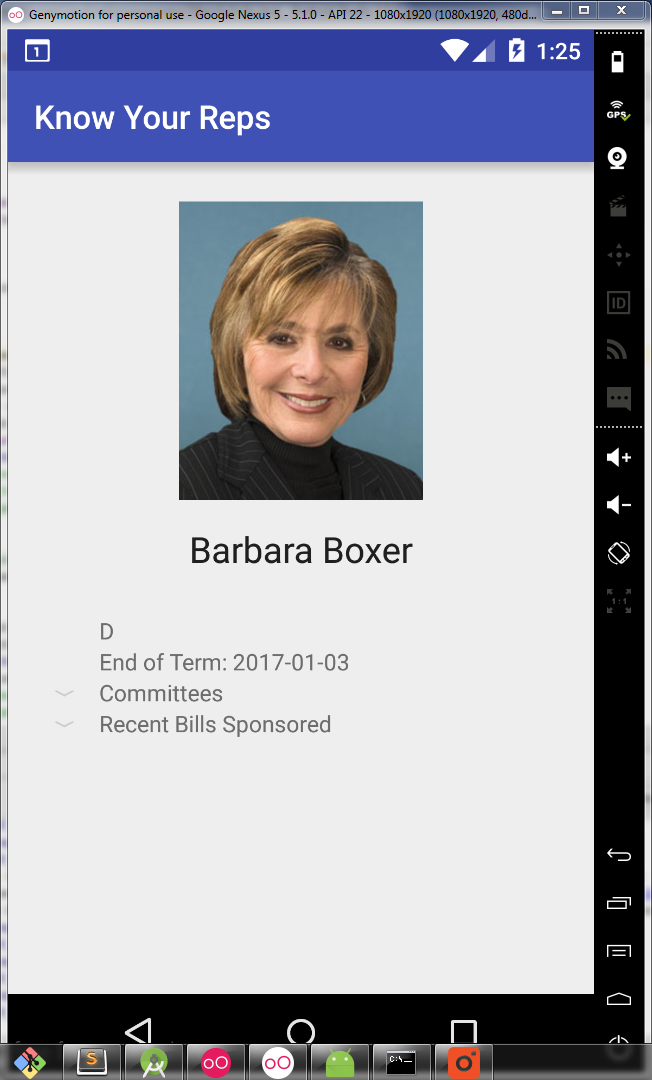 Genymotion for personal use - Google Nexus 5 - 5.1.0 - API 22 - 1080x1920 (1080x1920, 480d...
1
1:25
GPS
Know Your Reps
ID
Barbara Boxer
1:1
D
End of Term: 2017-01-03
Committees
Recent Bills Sponsored
C:\_